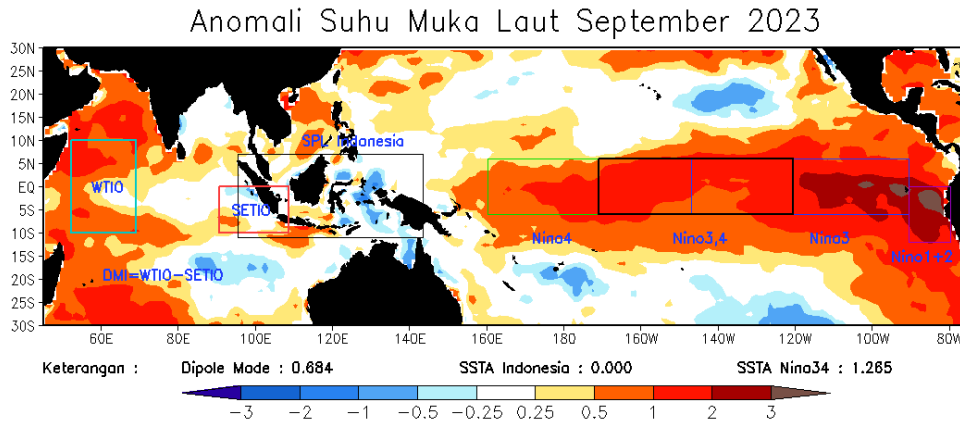 Anomali Suhu Muka Laut September 2023
30N
25N
20N
15N
10N
5N
EQ
5S
10S
15S
20S
25S
30S
SPL Indonesia
WTIO
SETIO
Nino4
Nino3,4
Nino3
Nino1+2
DMI=WTIO-SETIO
60E 80E 100E 120E 140E 160E 180 160W 140W 120W 100W 80W
Keterangan : Dipole Mode : 0.684 SSTA Indonesia : 0.000 SSTA Nino34 : 1.265
-3 -2 -1 -0.5 -0.25 0.25 0.5 1 2 3